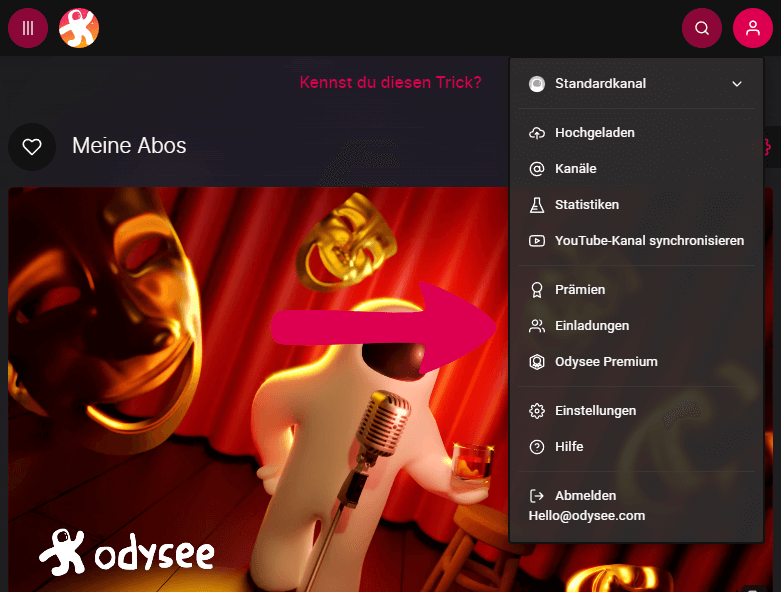 Kennst du diesen Trick?
Meine Abos
Standardkanal
Hochgeladen
Kanäle
Statistiken
YouTube-Kanal synchronisieren
Prämien
Einladungen
Odysee Premium
Einstellungen
Hilfe
Abmelden
Hello@odysee.com
odysee